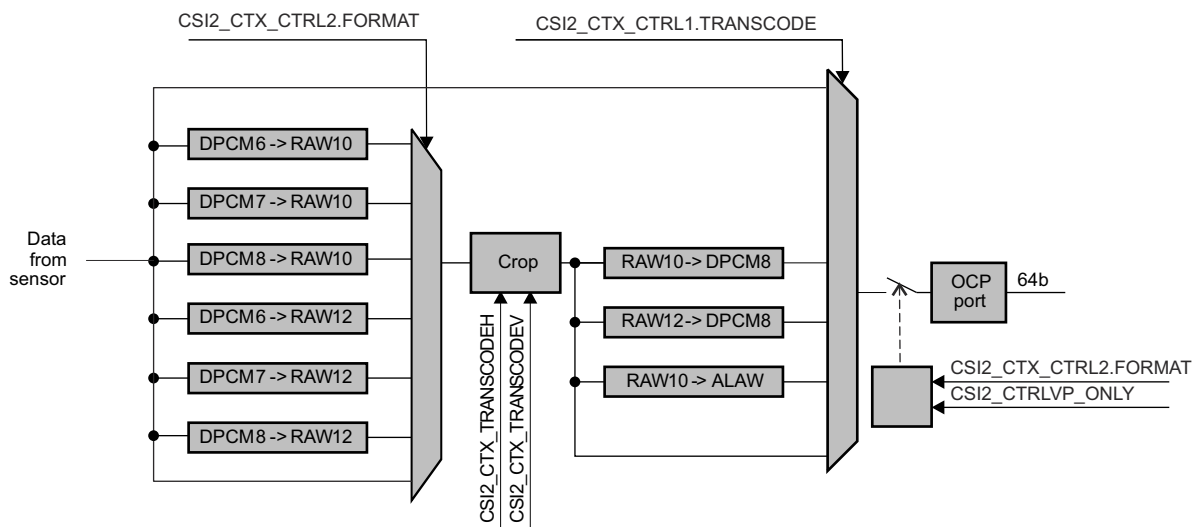 CSI2_CTX_CTRL2.FORMAT
CSI2_CTX_CTRL1.TRANSCODE
DPCM6 -> RAW10
DPCM7 -> RAW10
Data
from
sensor
DPCM8 -> RAW10
DPCM6 -> RAW12
DPCM7 -> RAW12
DPCM8 -> RAW12
Crop
CSI2_CTX_TRANSCODEH
CSI2_CTX_TRANSCODEV
RAW10-> DPCM8
RAW12-> DPCM8
RAW10-> ALAW
OCP
port
64b
CSI2_CTX_CTRL2.FORMAT
CSI2_CTRLVP_ONLY